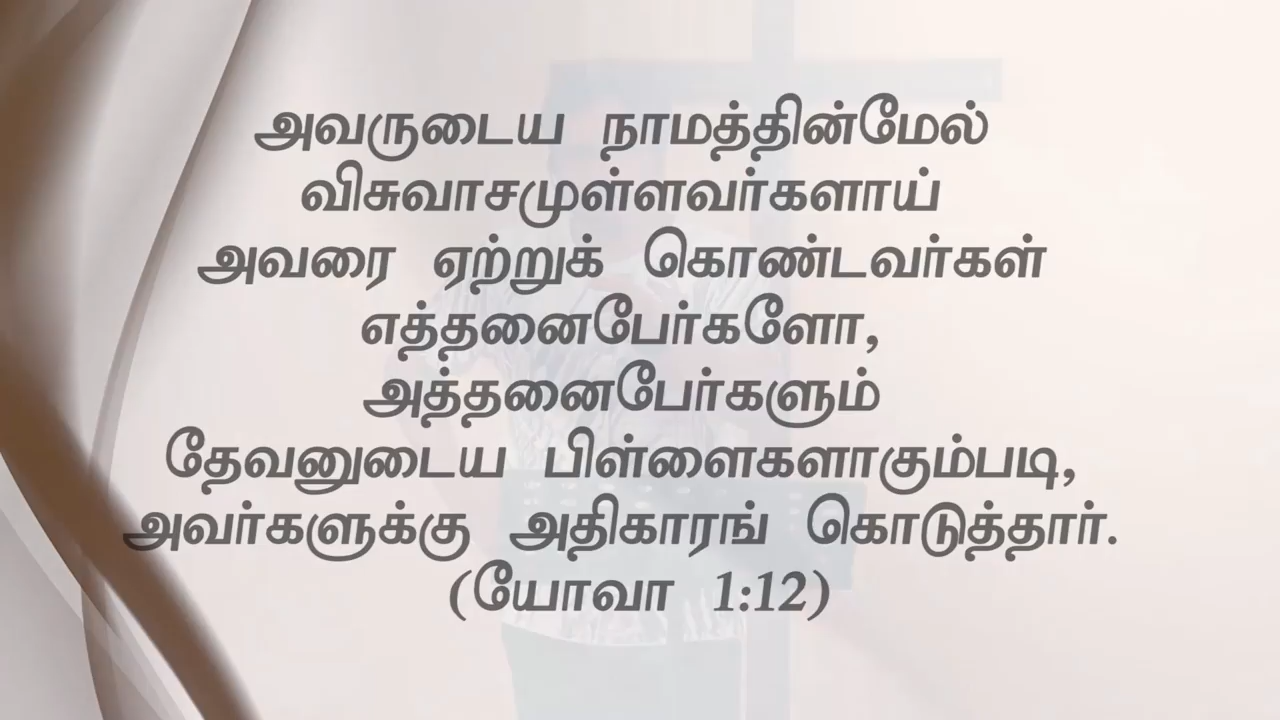 அவருடைய நாமத்தின்மேல்
விசுவாசமுள்ளவர்களாய்
அவரை ஏற்றுக் கொண்டவர்கள்
எத்தனைபேர்களோ,
அத்தனைபேர்களும்
தேவனுடைய பிள்ளைகளாகும்படி,
அவர்களுக்கு அதிகாரங் கொடுத்தார்.
(யோவா 1:12)